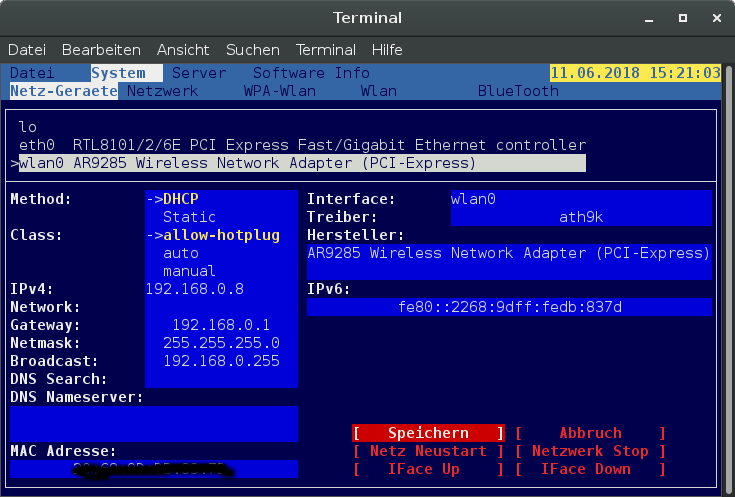 Terminal
Datei Bearbeiten Ansicht Suchen Terminal Hilfe
Datei System Server Software Info 11.06.2018 15:21:03
Netz-Geraete Netzwerk WPA-Wlan Wlan BlueTooth
lo
eth0 RTL8101/2/6E PCI Express Fast/Gigabit Ethernet controller
>wlan0 AR9285 Wireless Network Adapter (PCI-Express)
Method: ->DHCP Interface: wlan0
Static Treiber: ath9k
Class: ->allow-hotplug Hersteller:
auto AR9285 Wireless Network Adapter (PCI-Express)
manual
IPv4: 192.168.0.8 IPv6:
Network: fe80::2268:9dff:fedb:837d
Gateway: 192.168.0.1
Netmask: 255.255.255.0
Broadcast: 192.168.0.255
DNS Search:
DNS Nameserver:
[ Speichern ] [ Abbruch ]
MAC Adresse: [ Netz Neustart ] [ Netzwerk Stop ]
[ IFace Up ] [ IFace Down ]